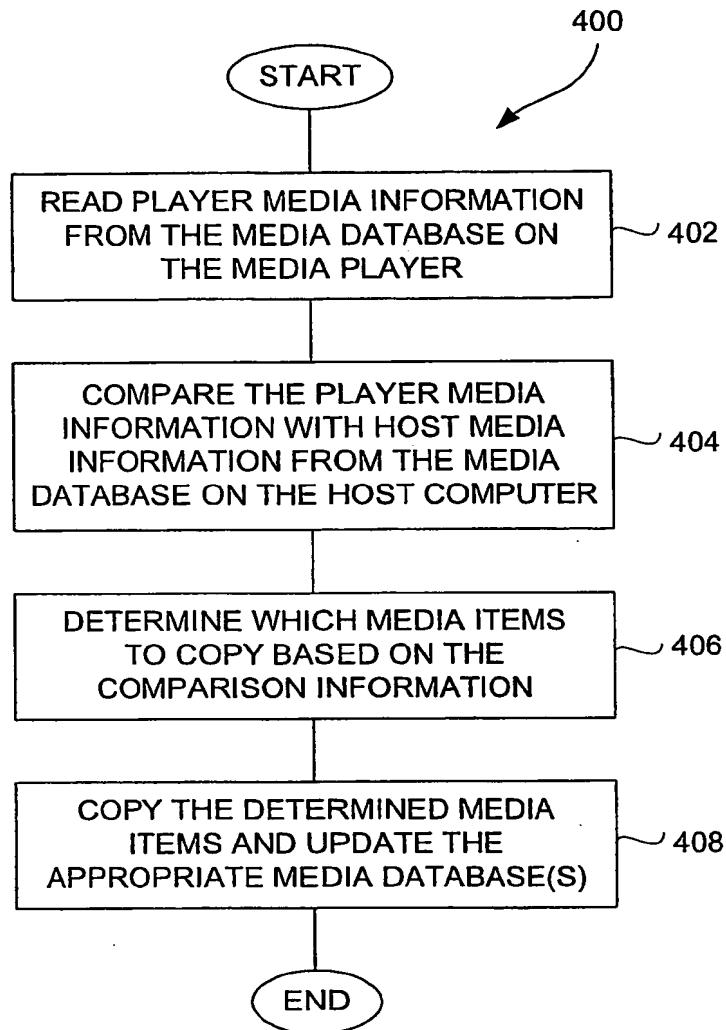 400
START
READ PLAYER MEDIA INFORMATION
FROM THE MEDIA DATABASE ON
THE MEDIA PLAYER
402
COMPARE THE PLAYER MEDIA
INFORMATION WITH HOST MEDIA
INFORMATION FROM THE MEDIA
DATABASE ON THE HOST COMPUTER
404
DETERMINE WHICH MEDIA ITEMS
TO COPY BASED ON THE
COMPARISON INFORMATION
406
COPY THE DETERMINED MEDIA
ITEMS AND UPDATE THE
APPROPRIATE MEDIA DATABASE(S)
408
END